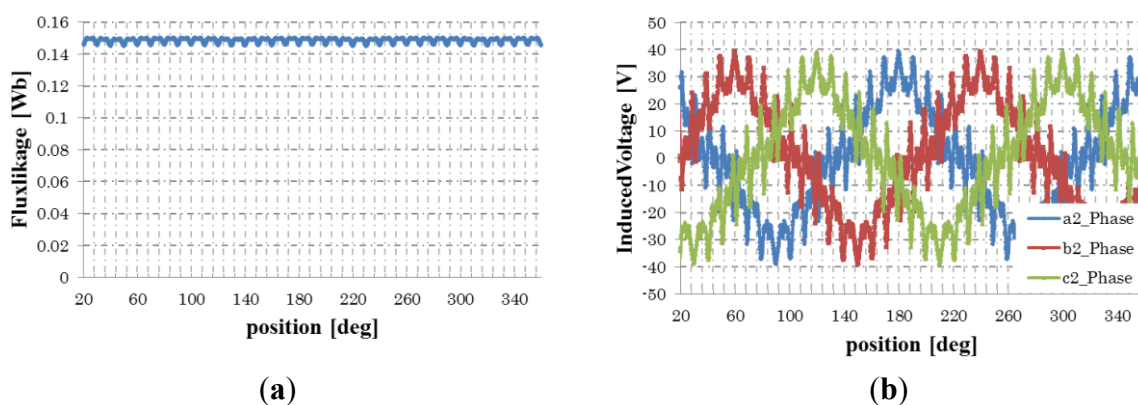 0.16
0.14
0.12
0.1
0.08
0.06
0.04
0.02
0
Fluxlikage [Wb]
20 60 100 140 180 220 260 300 340
position [deg]
(a)
50
40
30
20
10
0
-10
-20
-30
-40
-50
InducedVoltage [V]
a2_Phase
b2_Phase
c2_Phase
20 60 100 140 180 220 260 300 340
position [deg]
(b)